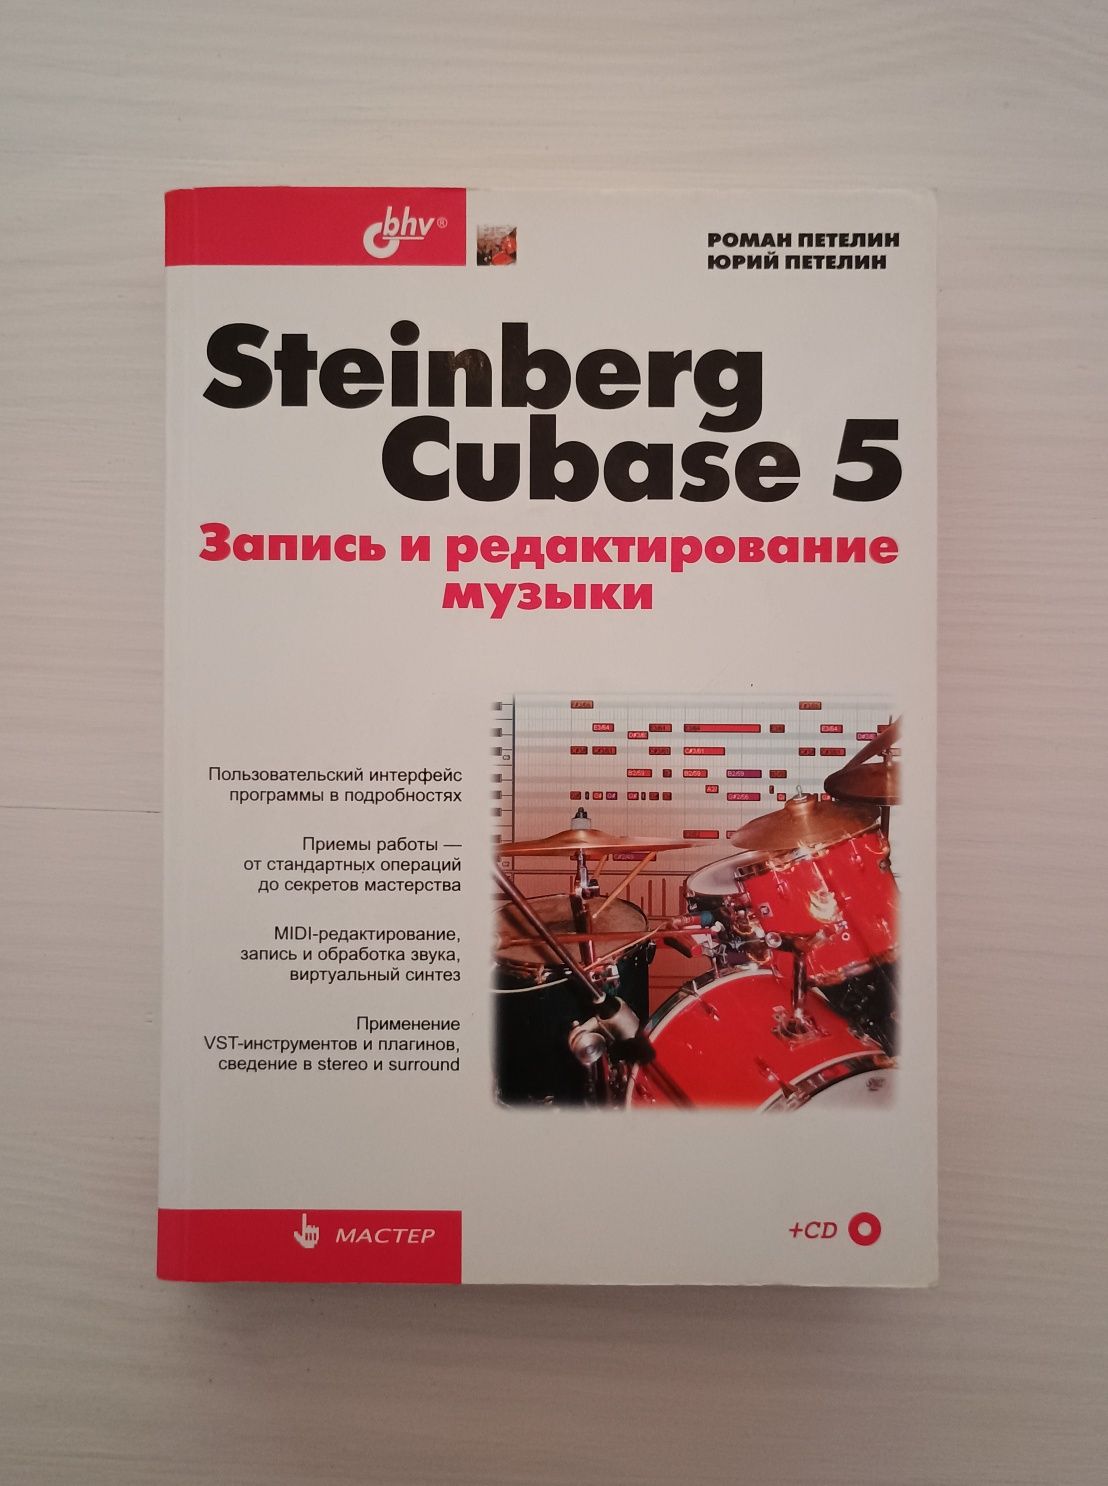 bhv®
РОМАН ПЕТЕЛИН
ЮРИЙ ПЕТЕЛИН
Steinberg
Cubase 5
Запись и редактирование
музыки
Пользовательский интерфейс
программы в подробностях
Приемы работы —
от стандартных операций
до секретов мастерства
MIDI-редактирование,
запись и обработка звука,
виртуальный синтез
Применение
VST-инструментов и плагинов,
сведение в stereo и surround
МАСТЕР
+CD